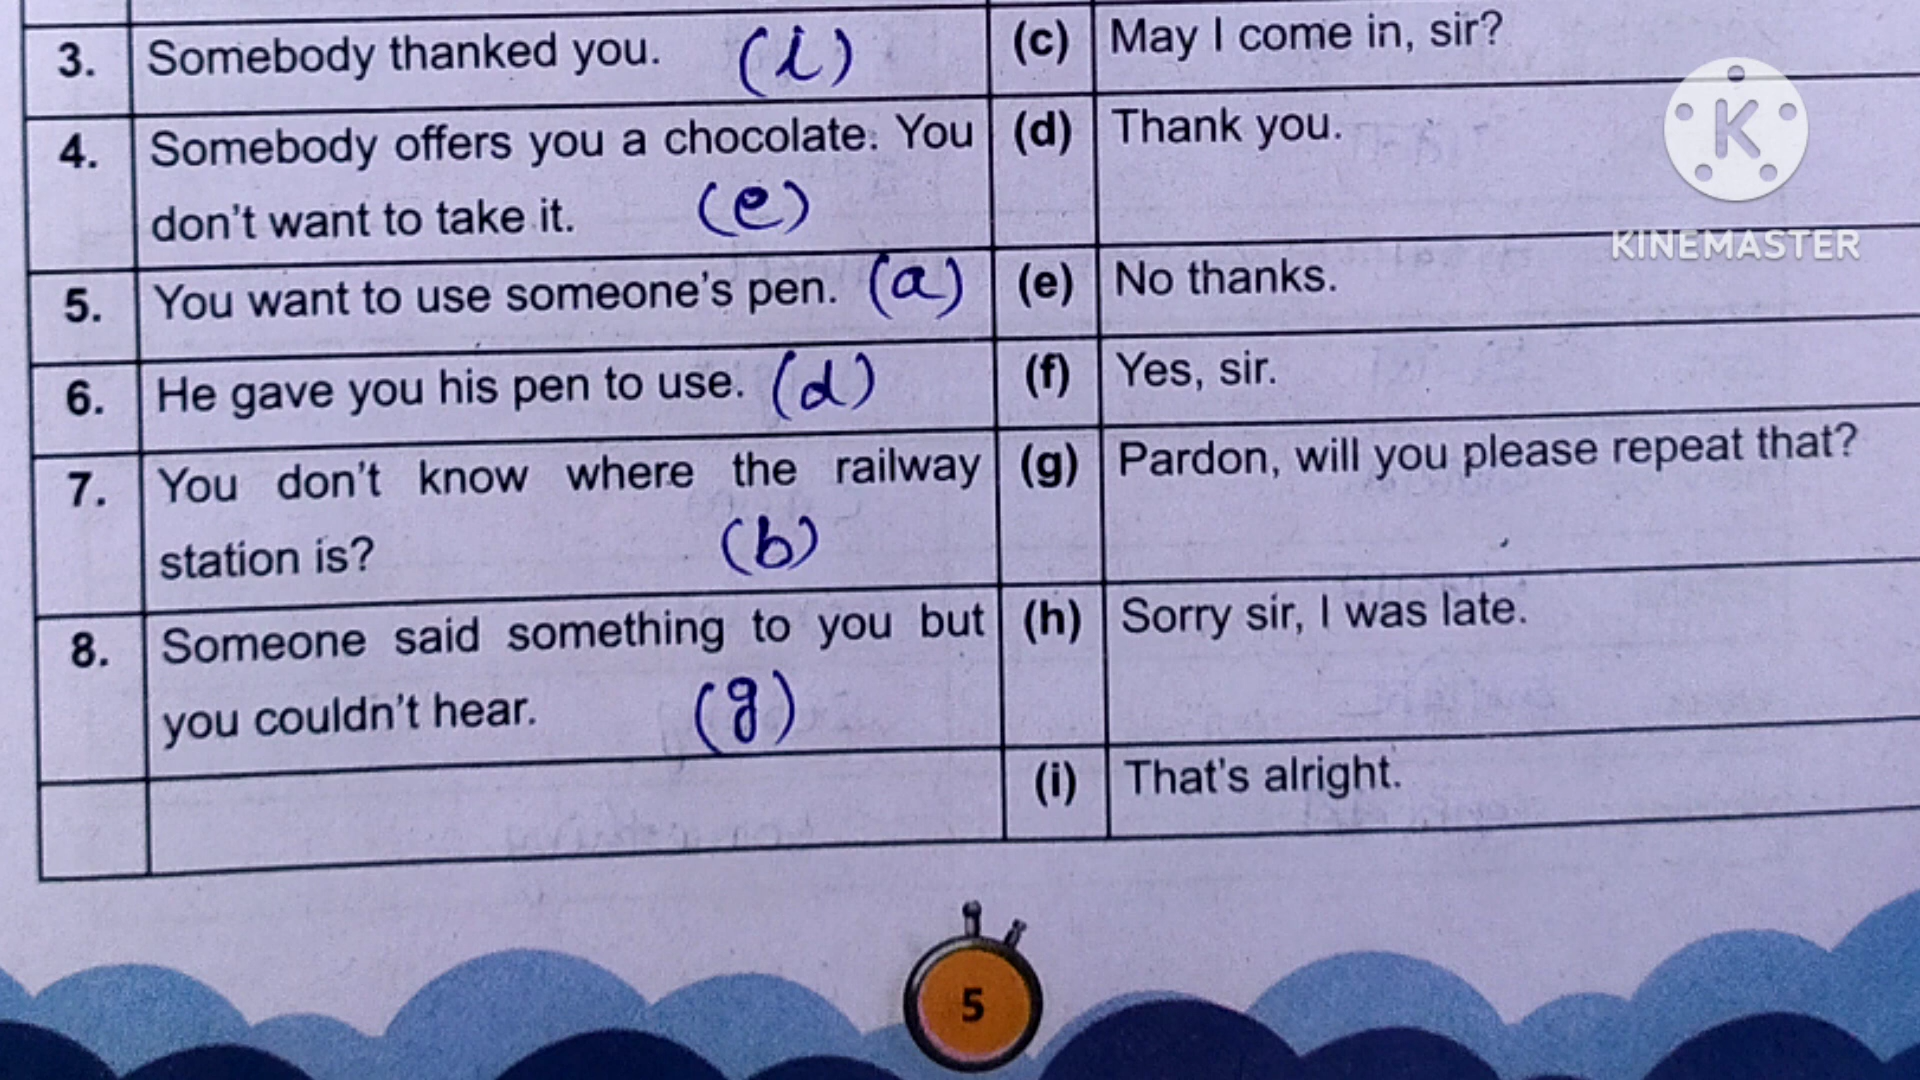 3. Somebody thanked you. (i) (c) May I come in, sir?
4. Somebody offers you a chocolate. You (d) Thank you.
don't want to take it. (e)
5. You want to use someone's pen. (a) (e) No thanks.
6. He gave you his pen to use. (d) (f) Yes, sir.
7. You don't know where the railway (g) Pardon, will you please repeat that?
station is? (b)
8. Someone said something to you but (h) Sorry sir, I was late.
you couldn't hear. (g)
(i) That's alright.
5
K
KINEMASTER